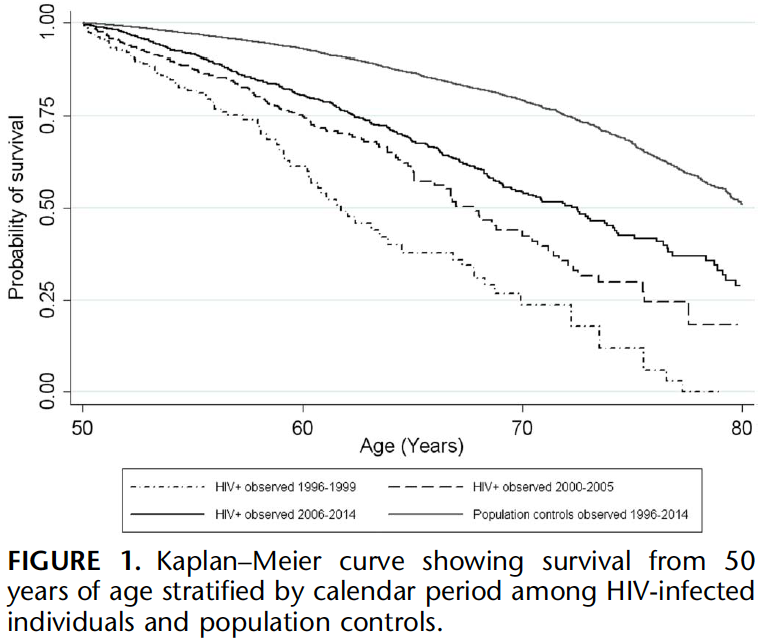 1.00
0.75
0.50
0.25
0.00
Probability of survival
50 60 70 80
Age (Years)
HIV+ observed 1996-1999 HIV+ observed 2000-2005
HIV+ observed 2006-2014 Population controls observed 1996-2014
FIGURE 1. Kaplan–Meier curve showing survival from 50
years of age stratified by calendar period among HIV-infected
individuals and population controls.